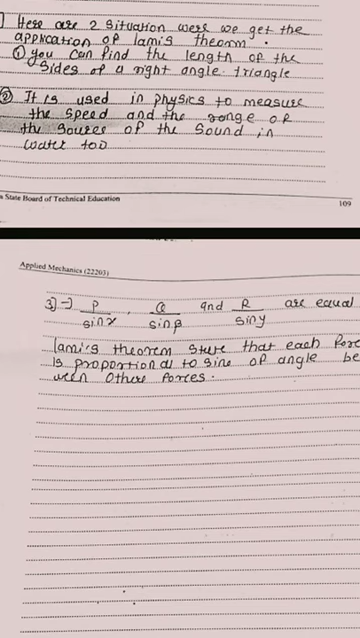 ] Here are 2 Situation were we get the
application of lami's theorm.
① you can find the length of the
sides of a right angle triangle
② It is used in physics to measure
the speed and the range or
the source of the sound in
water too
State Board of Technical Education
109
Applied Mechanics (22203)
3]→ P/sinα, Q/sinβ and R/sinγ are equal
lami's theorem state that each Forc
is proportional to sine of angle be
ween other forces.